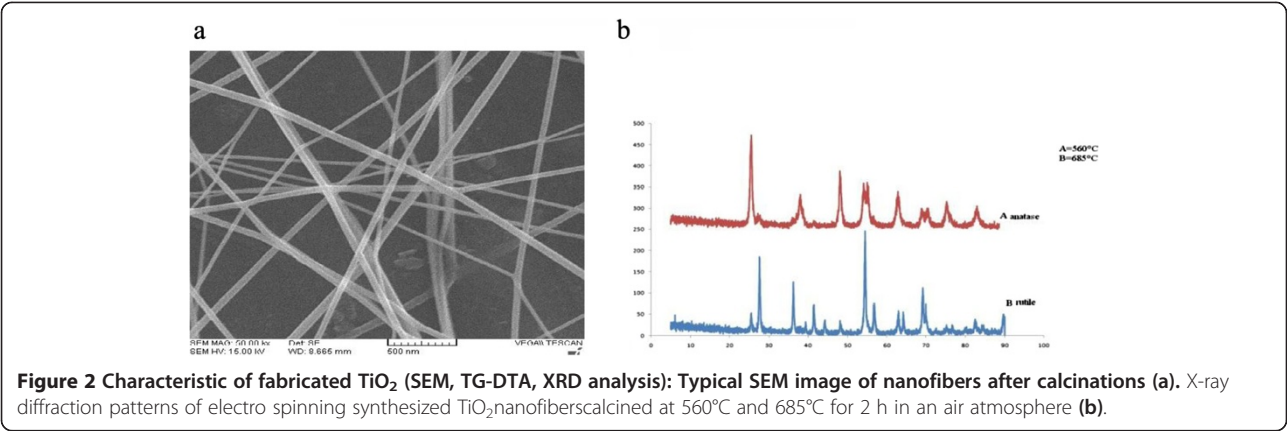 a
b
SEM MAG: 50.00 kx Det: SE
SEM HV: 15.00 kV WD: 8.665 mm 500 nm VEGA\\ TESCAN
500
450
400
350
300
250
200
150
100
50
0
0 10 20 30 40 50 60 70 80 90 100
A=560°C
B=685°C
A anatase
B rutile
Figure 2 Characteristic of fabricated TiO₂ (SEM, TG-DTA, XRD analysis): Typical SEM image of nanofibers after calcinations (a). X-ray
diffraction patterns of electro spinning synthesized TiO₂nanofiberscalcined at 560°C and 685°C for 2 h in an air atmosphere (b).